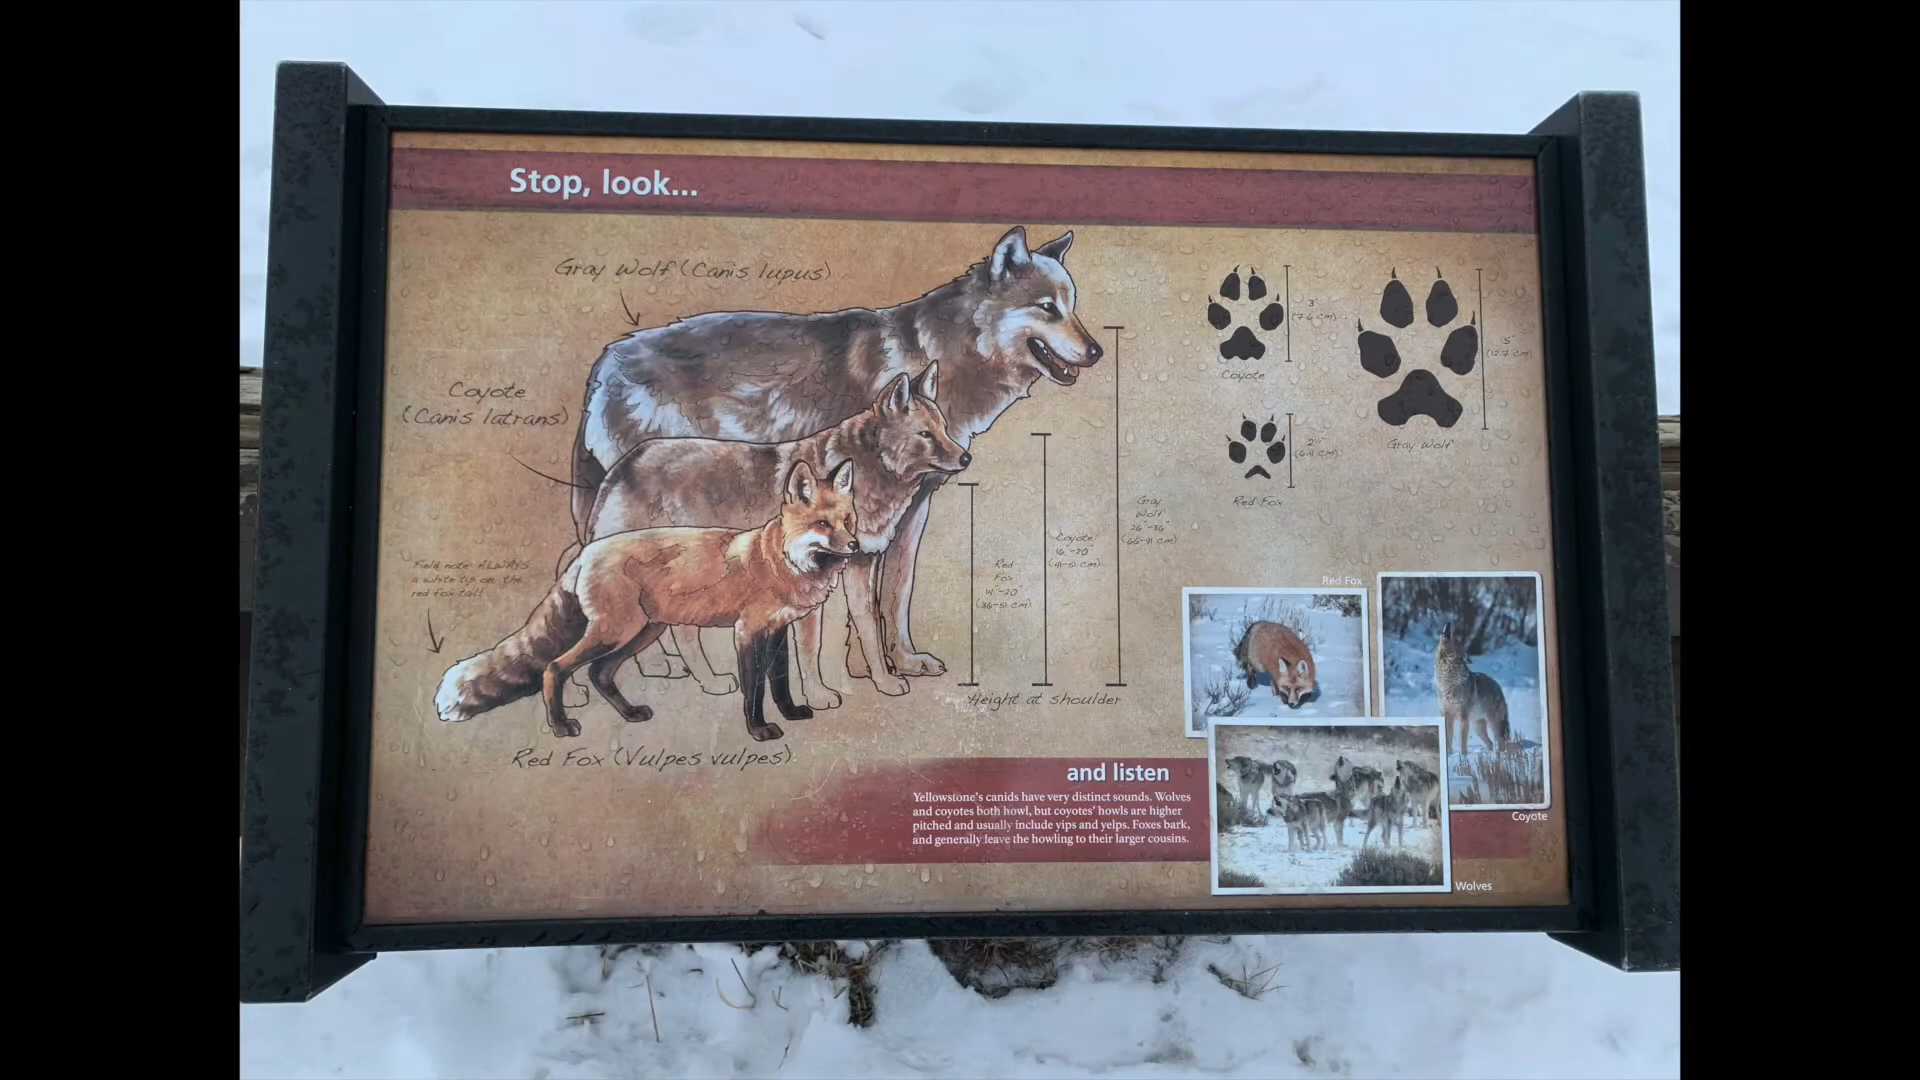 Stop, look...
Gray Wolf (Canis lupus)
Coyote
(Canis latrans)
Field note: ALWAYS
a white tip on the
red fox tail!
Red Fox (Vulpes vulpes)
Red
Fox
14"-20"
(36-51 cm)
Coyote
16"-20"
(41-51 cm)
Gray
Wolf
26"-36"
(66-91 cm)
Height at shoulder
3"
(7.6 cm)
Coyote
5"
(12.7 cm)
Gray Wolf
(6.4 cm)
Red Fox
Red Fox
Coyote
Wolves
and listen
Yellowstone's canids have very distinct sounds. Wolves
and coyotes both howl, but coyotes' howls are higher
pitched and usually include yips and yelps. Foxes bark,
and generally leave the howling to their larger cousins.